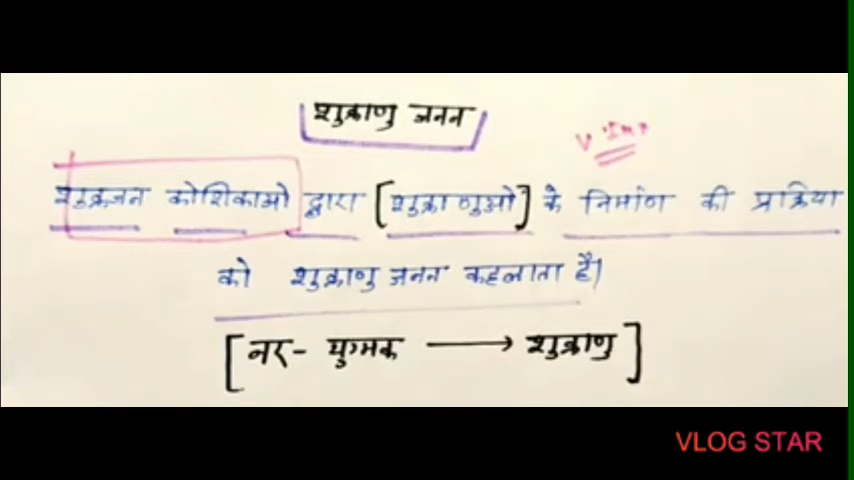 शुक्राणु जनन
V.Imp
शुक्रजन कोशिकाओ द्वारा [शुक्राणुओ] के निर्माण की प्रक्रिया
को शुक्राणु जनन कहलाता है।
[नर - युग्मक ⟶ शुक्राणु]
VLOG STAR